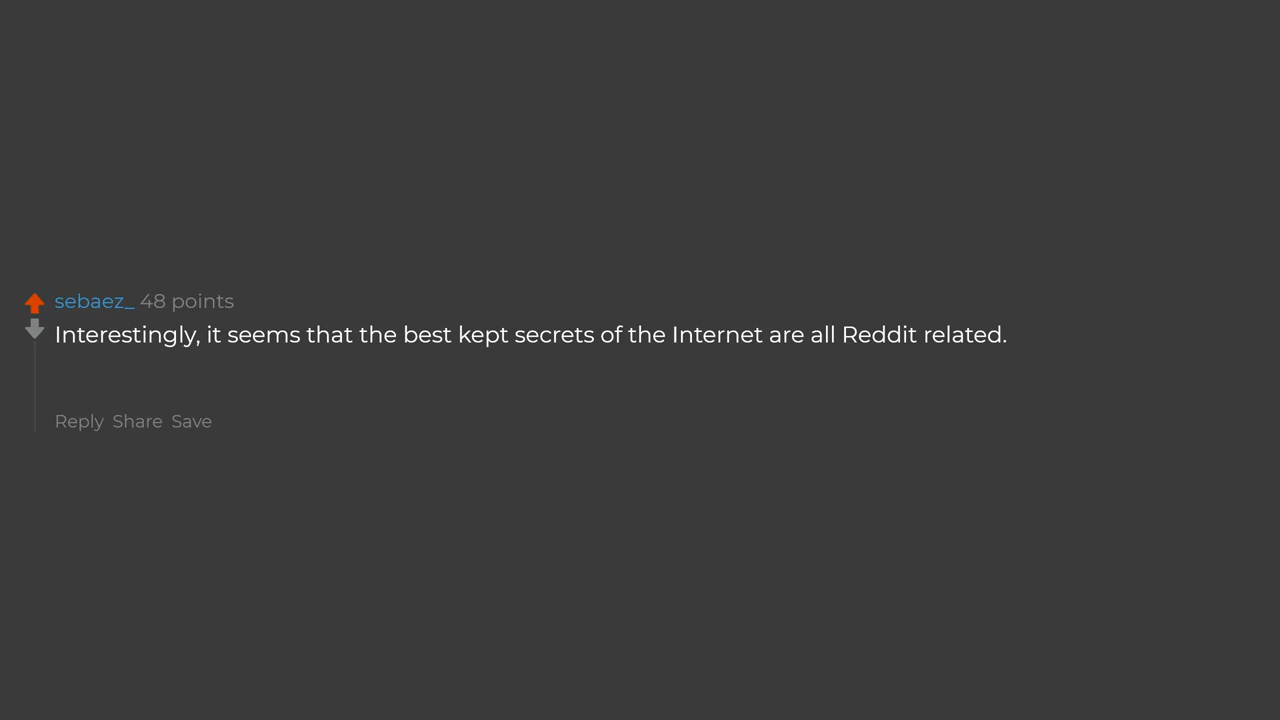 sebaez_ 48 points
Interestingly, it seems that the best kept secrets of the Internet are all Reddit related.
Reply Share Save